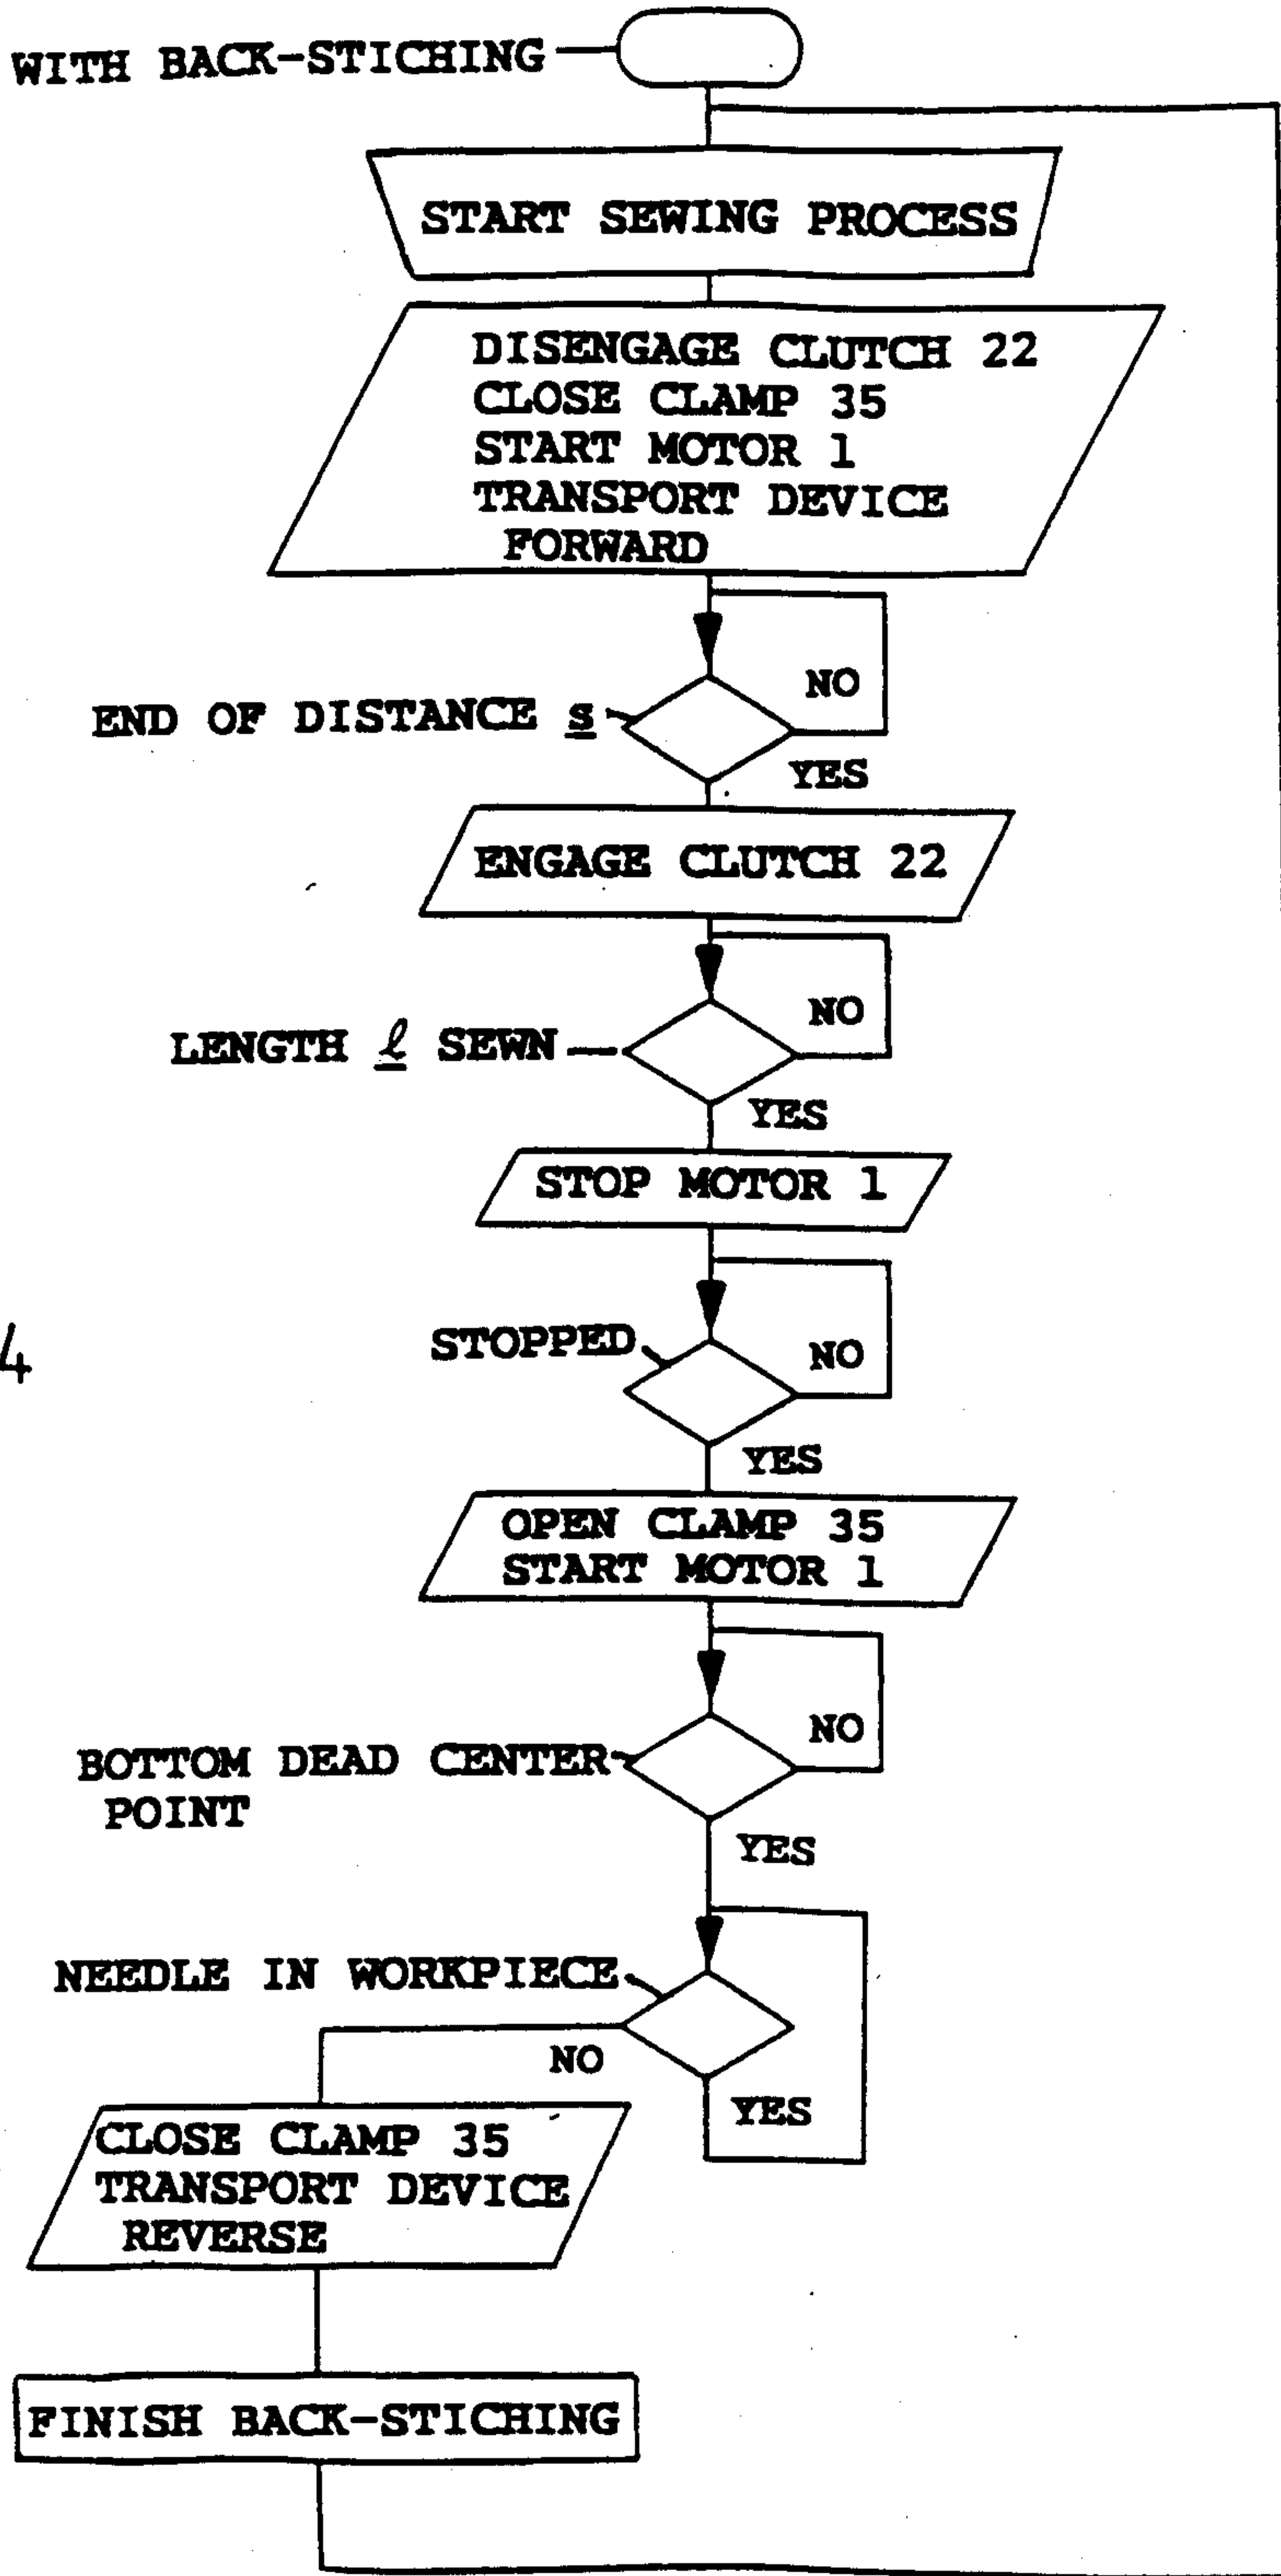 WITH BACK-STICHING
START SEWING PROCESS
DISENGAGE CLUTCH 22
CLOSE CLAMP 35
START MOTOR 1
TRANSPORT DEVICE
FORWARD
NO
END OF DISTANCE s
YES
ENGAGE CLUTCH 22
NO
LENGTH ℓ SEWN
YES
STOP MOTOR 1
4
STOPPED
NO
YES
OPEN CLAMP 35
START MOTOR 1
NO
BOTTOM DEAD CENTER
POINT
YES
NEEDLE IN WORKPIECE
NO
YES
CLOSE CLAMP 35
TRANSPORT DEVICE
REVERSE
FINISH BACK-STICHING